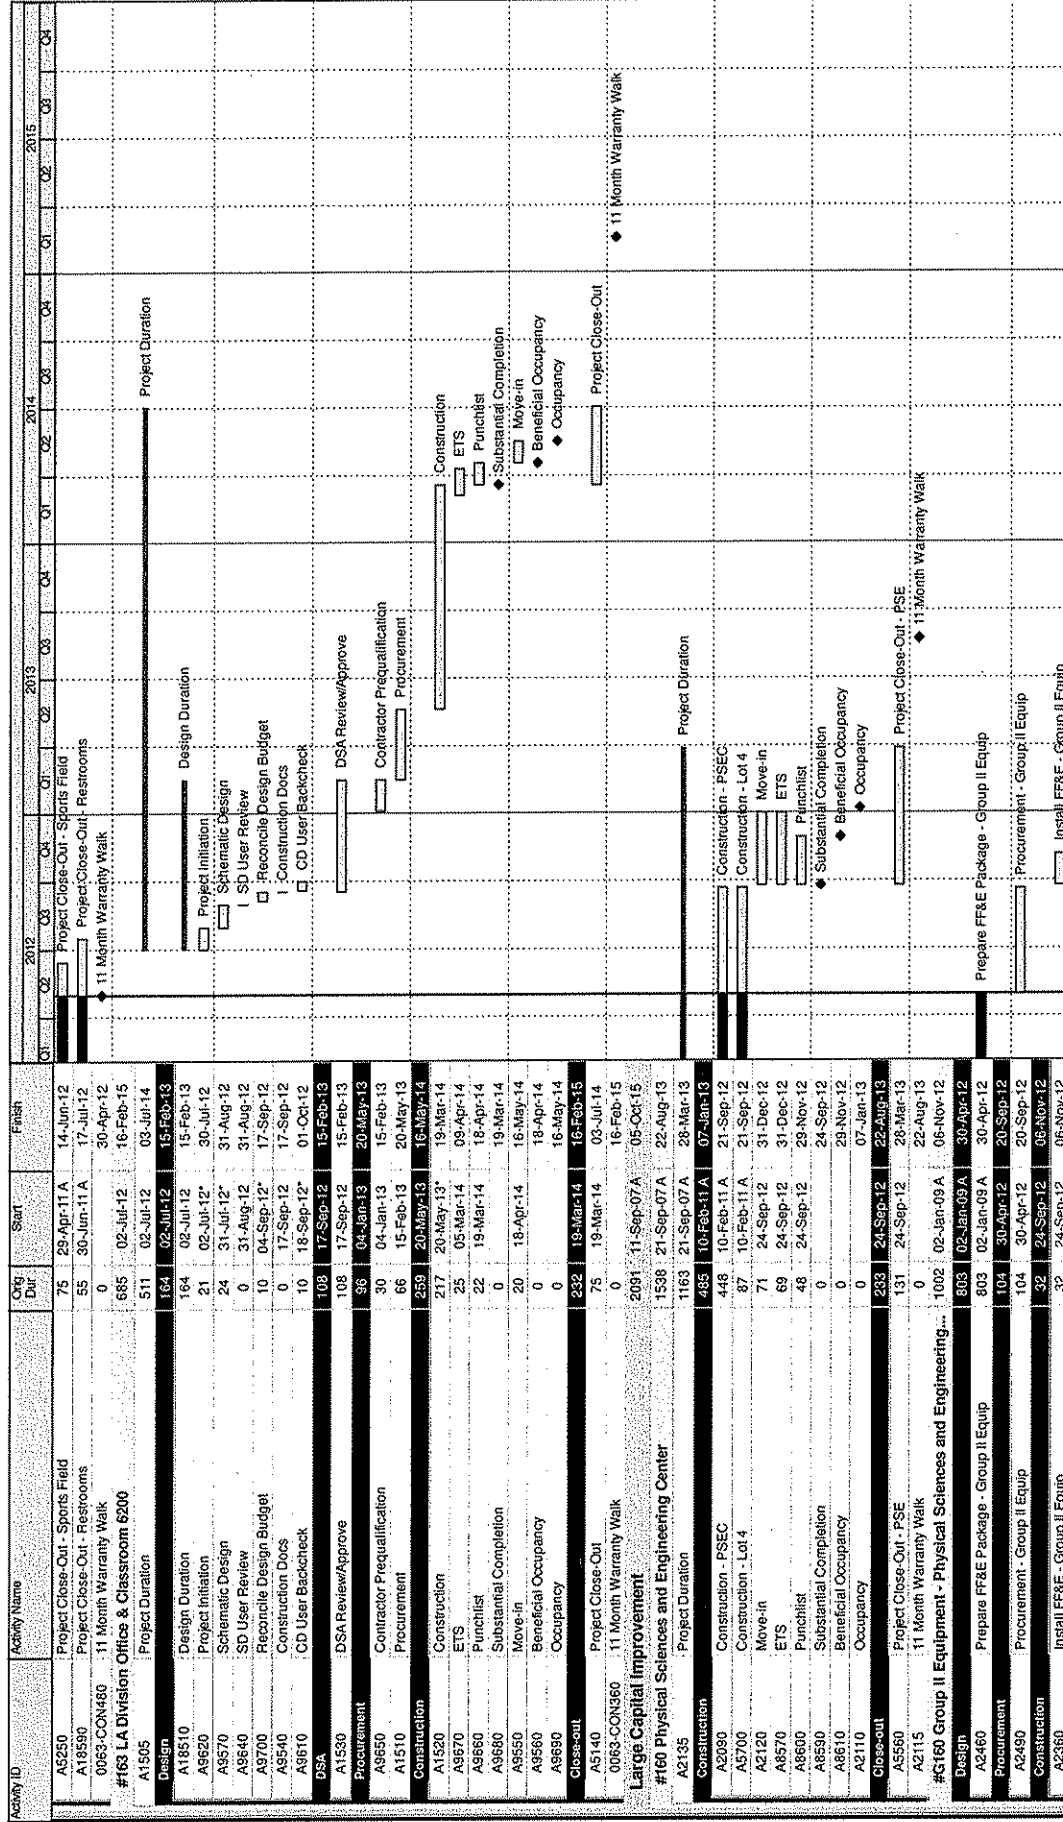 Activity ID Activity Name Orig Dur Start Finish
2012 2013 2014 2015
Q1 Q2 Q3 Q4 Q1 Q2 Q3 Q4 Q1 Q2 Q3 Q4 Q1 Q2 Q3 Q4
A5250 Project Close-Out - Sports Field 75 29-Apr-11 A 14-Jun-12 Project Close-Out - Sports Field
A18590 Project Close-Out - Restrooms 55 30-Jun-11 A 17-Jul-12 Project Close-Out - Restrooms
0063-CON480 11 Month Warranty Walk 0 30-Apr-12 11 Month Warranty Walk
#163 LA Division Office & Classroom 6200 685 02-Jul-12 16-Feb-15
A1505 Project Duration 511 02-Jul-12 03-Jul-14 Project Duration
Design 164 02-Jul-12 15-Feb-13
A18510 Design Duration 164 02-Jul-12 15-Feb-13 Design Duration
A9620 Project Initiation 21 02-Jul-12* 30-Jul-12 Project Initiation
A9570 Schematic Design 24 31-Jul-12* 31-Aug-12 Schematic Design
A9640 SD User Review 0 31-Aug-12 31-Aug-12 SD User Review
A9700 Reconcile Design Budget 10 04-Sep-12* 17-Sep-12 Reconcile Design Budget
A9540 Construction Docs 0 17-Sep-12 17-Sep-12 Construction Docs
A9610 CD User Backcheck 10 18-Sep-12* 01-Oct-12 CD User Backcheck
DSA 108 17-Sep-12 15-Feb-13
A1530 DSA Review/Approve 108 17-Sep-12 15-Feb-13 DSA Review/Approve
Procurement 96 04-Jan-13 20-May-13
A9650 Contractor Prequalification 30 04-Jan-13 15-Feb-13 Contractor Prequalification
A1510 Procurement 66 15-Feb-13 20-May-13 Procurement
Construction 259 20-May-13 16-May-14
A1520 Construction 217 20-May-13* 19-Mar-14 Construction
A9670 ETS 25 05-Mar-14 09-Apr-14 ETS
A9660 Punchlist 22 19-Mar-14 18-Apr-14 Punchlist
A9680 Substantial Completion 0 19-Mar-14 Substantial Completion
A9550 Move-in 20 18-Apr-14 16-May-14 Move-in
A9560 Beneficial Occupancy 0 18-Apr-14 Beneficial Occupancy
A9690 Occupancy 0 16-May-14 Occupancy
Close-out 232 19-Mar-14 16-Feb-15
A5140 Project Close-Out 75 19-Mar-14 03-Jul-14 Project Close-Out
0063-CON360 11 Month Warranty Walk 0 16-Feb-15 11 Month Warranty Walk
Large Capital Improvement 2091 11-Sep-07 A 05-Oct-15
#160 Physical Sciences and Engineering Center 1538 21-Sep-07 A 22-Aug-13
A2135 Project Duration 1163 21-Sep-07 A 28-Mar-13 Project Duration
Construction 485 10-Feb-11 A 07-Jan-13
A2090 Construction - PSEC 448 10-Feb-11 A 21-Sep-12 Construction - PSEC
A5700 Construction - Lot 4 87 10-Feb-11 A 21-Sep-12 Construction - Lot 4
A2120 Move-in 71 24-Sep-12 31-Dec-12 Move-in
A8570 ETS 69 24-Sep-12 31-Dec-12 ETS
A8600 Punchlist 48 24-Sep-12 29-Nov-12 Punchlist
A8590 Substantial Completion 0 24-Sep-12 Substantial Completion
A8610 Beneficial Occupancy 0 29-Nov-12 Beneficial Occupancy
A2110 Occupancy 0 07-Jan-13 Occupancy
Close-out 233 24-Sep-12 22-Aug-13
A5560 Project Close-Out - PSE 131 24-Sep-12 28-Mar-13 Project Close-Out - PSE
A2115 11 Month Warranty Walk 0 22-Aug-13 11 Month Warranty Walk
#G160 Group II Equipment - Physical Sciences and Engineering... 1002 02-Jan-09 A 06-Nov-12
Design 803 02-Jan-09 A 30-Apr-12
A2460 Prepare FF&E Package - Group II Equip 803 02-Jan-09 A 30-Apr-12 Prepare FF&E Package - Group II Equip
Procurement 104 30-Apr-12 20-Sep-12
A2490 Procurement - Group II Equip 104 30-Apr-12 20-Sep-12 Procurement - Group II Equip
Construction 32 24-Sep-12 06-Nov-12
Install FF&E - Group II Equip 32 24-Sep-12 06-Nov-12 Install FF&E - Group II Equip